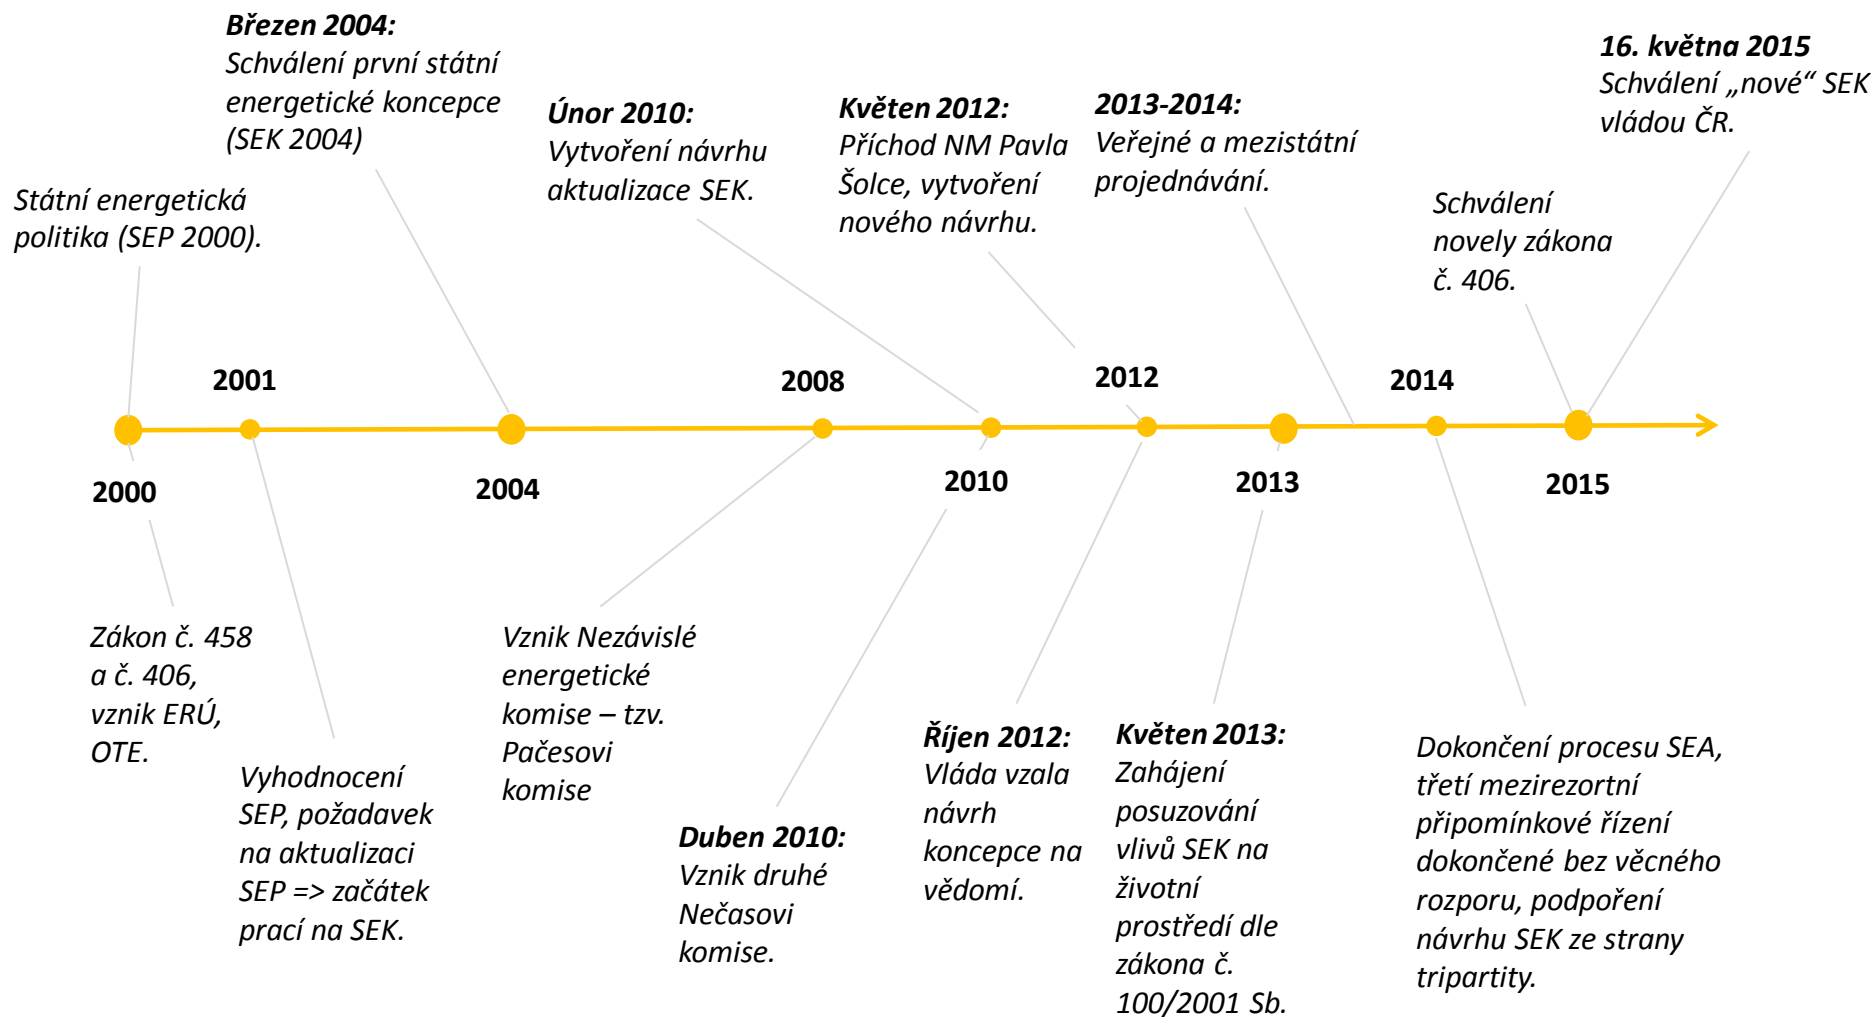 Březen 2004:
Schválení první státní
energetické koncepce
(SEK 2004)
16. května 2015
Schválení „nové“ SEK
vládou ČR.
Únor 2010:
Vytvoření návrhu
aktualizace SEK.
Květen 2012:
Příchod NM Pavla
Šolce, vytvoření
nového návrhu.
2013-2014:
Veřejné a mezistátní
projednávání.
Státní energetická
politika (SEP 2000).
Schválení
novely zákona
č. 406.
2001
2008
2012
2014
2000
2004
2010
2013
2015
Zákon č. 458
a č. 406,
vznik ERÚ,
OTE.
Vyhodnocení
SEP, požadavek
na aktualizaci
SEP => začátek
prací na SEK.
Vznik Nezávislé
energetické
komise – tzv.
Pačesovi
komise
Duben 2010:
Vznik druhé
Nečasovi
komise.
Říjen 2012:
Vláda vzala
návrh
koncepce na
vědomí.
Květen 2013:
Zahájení
posuzování
vlivů SEK na
životní
prostředí dle
zákona č.
100/2001 Sb.
Dokončení procesu SEA,
třetí mezirezortní
připomínkové řízení
dokončené bez věcného
rozporu, podpoření
návrhu SEK ze strany
tripartity.